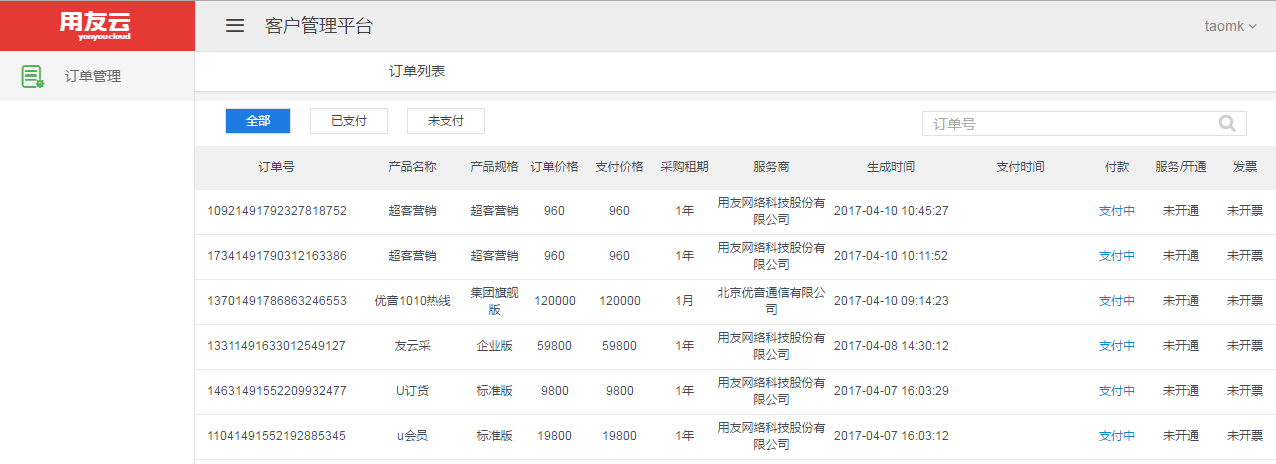 用友云
yonyoucloud
客户管理平台
taomk
订单管理
订单列表
全部 已支付 未支付
订单号
订单号 产品名称 产品规格 订单价格 支付价格 采购租期 服务商 生成时间 支付时间 付款 服务/开通 发票
10921491792327818752 超客营销 超客营销 960 960 1年 用友网络科技股份有限公司 2017-04-10 10:45:27 支付中 未开通 未开票
17341491790312163386 超客营销 超客营销 960 960 1年 用友网络科技股份有限公司 2017-04-10 10:11:52 支付中 未开通 未开票
13701491786863246553 优音1010热线 集团旗舰版 120000 120000 1月 北京优音通信有限公司 2017-04-10 09:14:23 支付中 未开通 未开票
13311491633012549127 友云采 企业版 59800 59800 1年 用友网络科技股份有限公司 2017-04-08 14:30:12 支付中 未开通 未开票
14631491552209932477 U订货 标准版 9800 9800 1年 用友网络科技股份有限公司 2017-04-07 16:03:29 支付中 未开通 未开票
11041491552192885345 u会员 标准版 19800 19800 1年 用友网络科技股份有限公司 2017-04-07 16:03:12 支付中 未开通 未开票